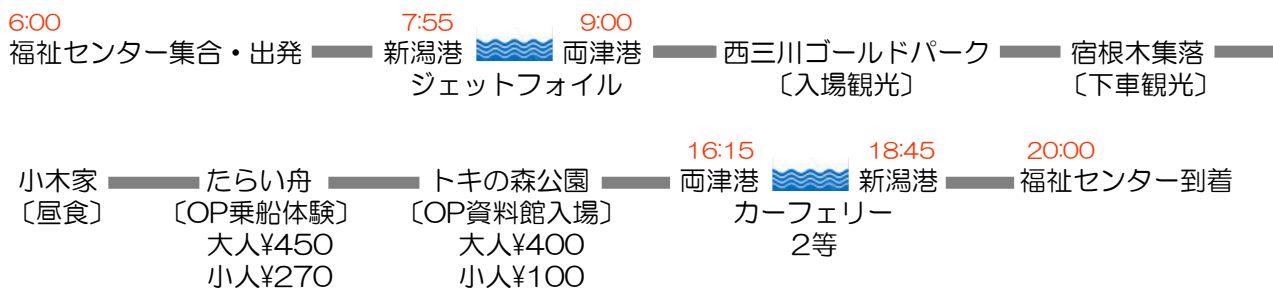 6:00 7:55 9:00
福祉センター集合・出発 新潟港 両津港 西三川ゴールドパーク 宿根木集落
ジェットフォイル 〔入場観光〕 〔下車観光〕
16:15 18:45 20:00
小木家 たらい舟 トキの森公園 両津港 新潟港 福祉センター到着
〔昼食〕 〔OP乗船体験〕 〔OP資料館入場〕 カーフェリー
大人¥450 大人¥400 2等
小人¥270 小人¥100